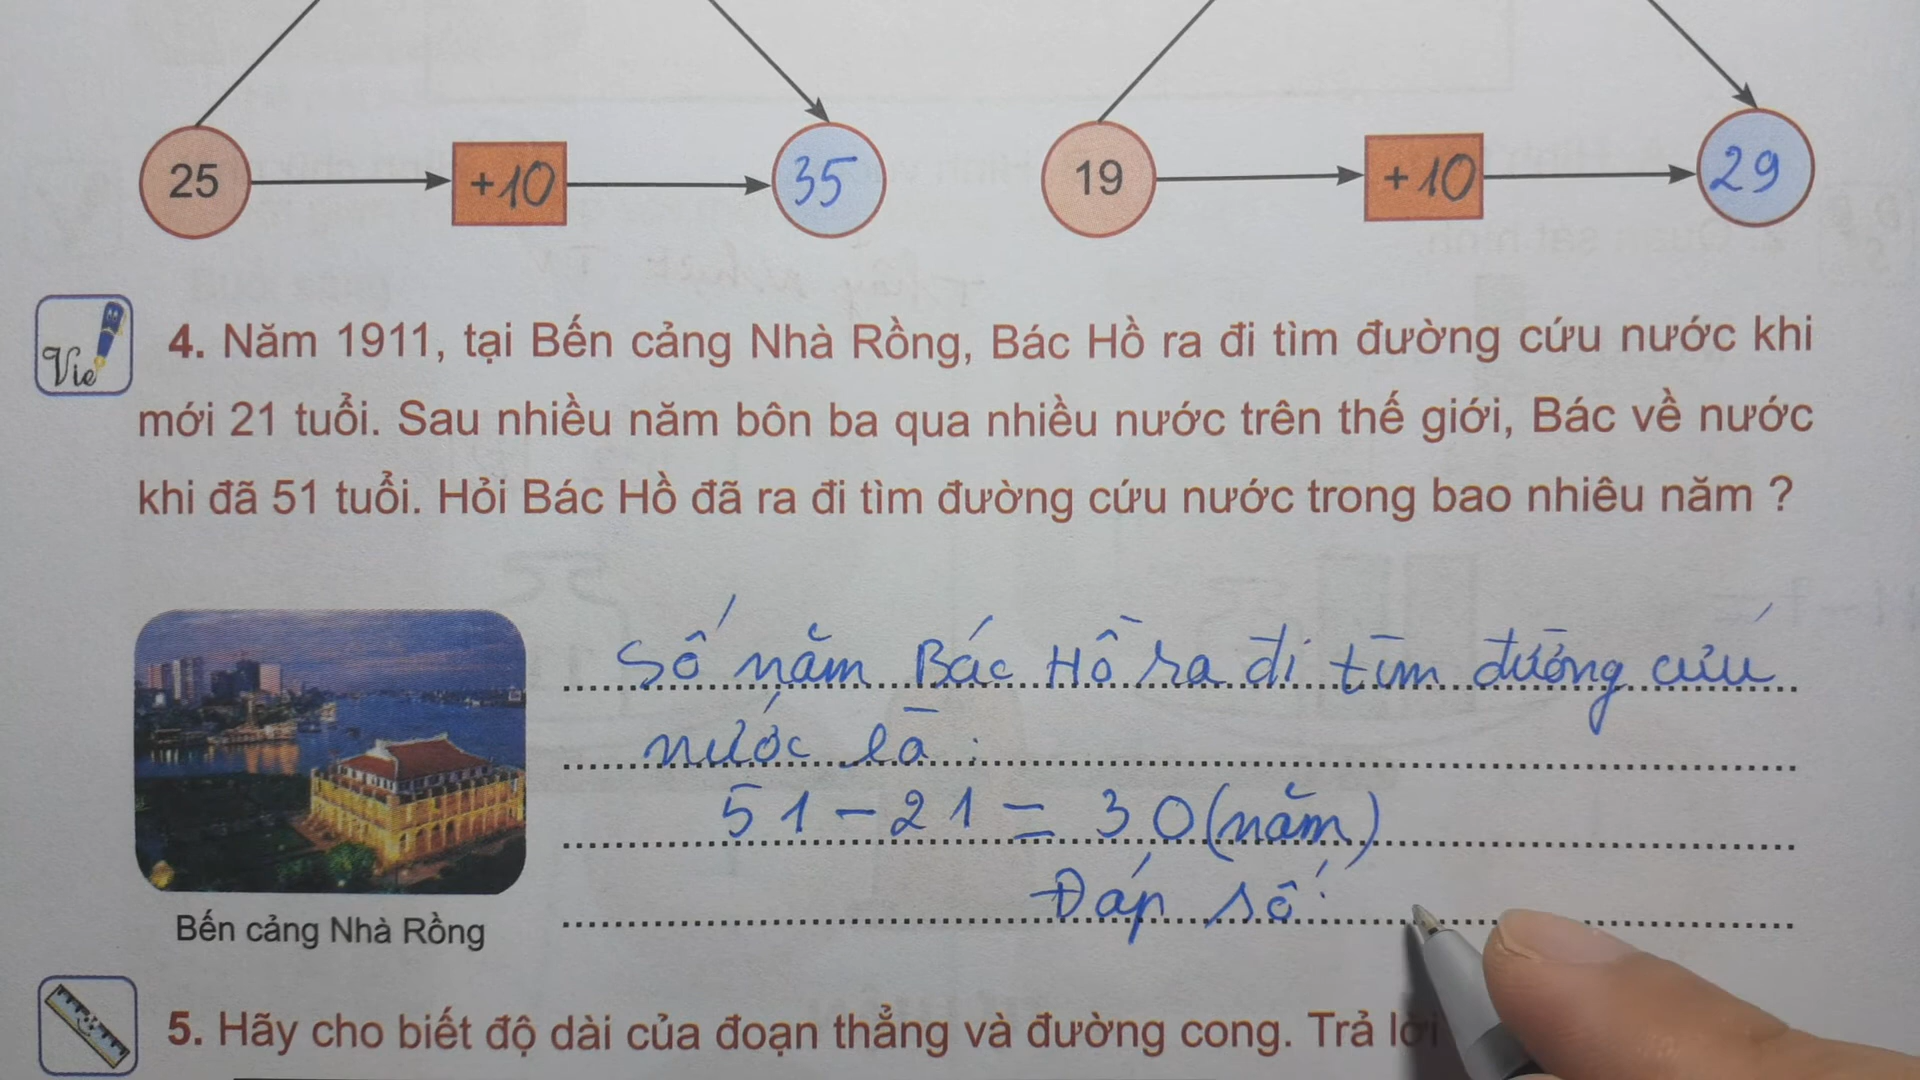 25 +10 35 19 +10 29
4. Năm 1911, tại Bến cảng Nhà Rồng, Bác Hồ ra đi tìm đường cứu nước khi
Vie
mới 21 tuổi. Sau nhiều năm bôn ba qua nhiều nước trên thế giới, Bác về nước
khi đã 51 tuổi. Hỏi Bác Hồ đã ra đi tìm đường cứu nước trong bao nhiêu năm ?
Số năm Bác Hồ ra đi tìm đường cứu
nước là :
51 - 21 = 30 (năm)
Đáp số:
Bến cảng Nhà Rồng
5. Hãy cho biết độ dài của đoạn thẳng và đường cong. Trả lời